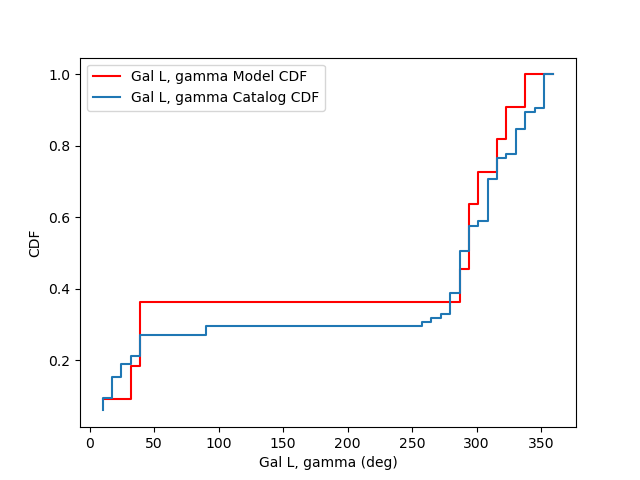 Gal L, gamma Model CDF
Gal L, gamma Catalog CDF
1.0
0.8
0.6
0.4
0.2
CDF
0 50 100 150 200 250 300 350
Gal L, gamma (deg)